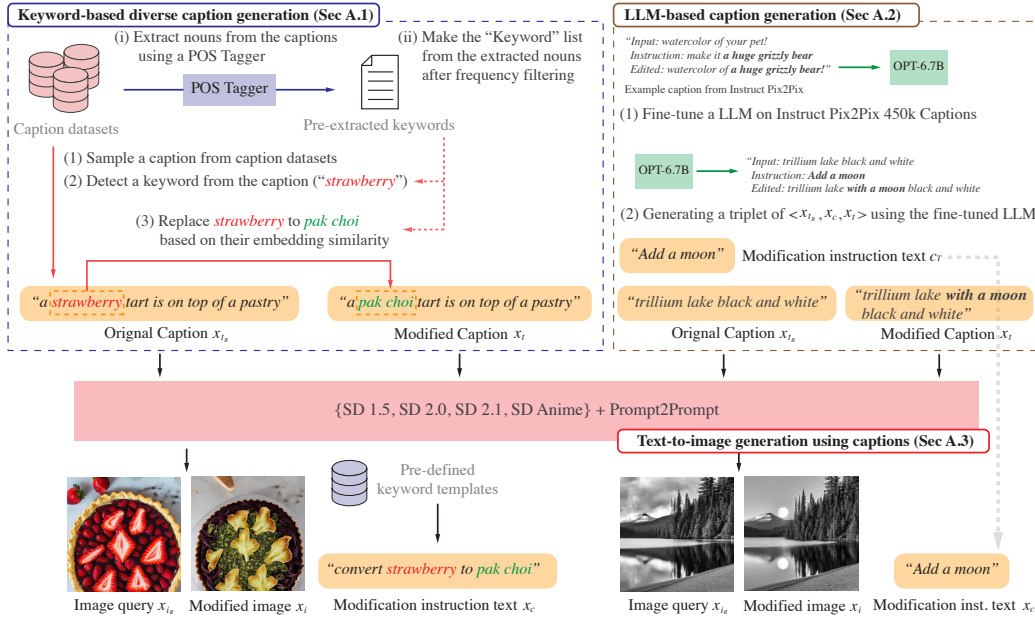 Keyword-based diverse caption generation (Sec A.1)
(i) Extract nouns from the captions
using a POS Tagger
(ii) Make the “Keyword” list
from the extracted nouns
after frequency filtering
POS Tagger
Caption datasets
Pre-extracted keywords
(1) Sample a caption from caption datasets
(2) Detect a keyword from the caption (“strawberry”)
(3) Replace strawberry to pak choi
based on their embedding similarity
“a strawberry tart is on top of a pastry”
“a pak choi tart is on top of a pastry”
Orignal Caption x_{t_R}
Modified Caption x_t
LLM-based caption generation (Sec A.2)
“Input: watercolor of your pet!
Instruction: make it a huge grizzly bear
Edited: watercolor of a huge grizzly bear!”
OPT-6.7B
Example caption from Instruct Pix2Pix
(1) Fine-tune a LLM on Instruct Pix2Pix 450k Captions
OPT-6.7B
“Input: trillium lake black and white
Instruction: Add a moon
Edited: trillium lake with a moon black and white
(2) Generating a triplet of <x_{t_R}, x_c, x_t> using the fine-tuned LLM
“Add a moon”
Modification instruction text c_T
“trillium lake black and white”
“trillium lake with a moon
black and white”
Orignal Caption x_{t_R}
Modified Caption x_t
{SD 1.5, SD 2.0, SD 2.1, SD Anime} + Prompt2Prompt
Text-to-image generation using captions (Sec A.3)
Pre-defined
keyword templates
“convert strawberry to pak choi”
“Add a moon”
Image query x_{i_R}
Modified image x_i
Modification instruction text x_c
Image query x_{i_R}
Modified image x_i
Modification inst. text x_c